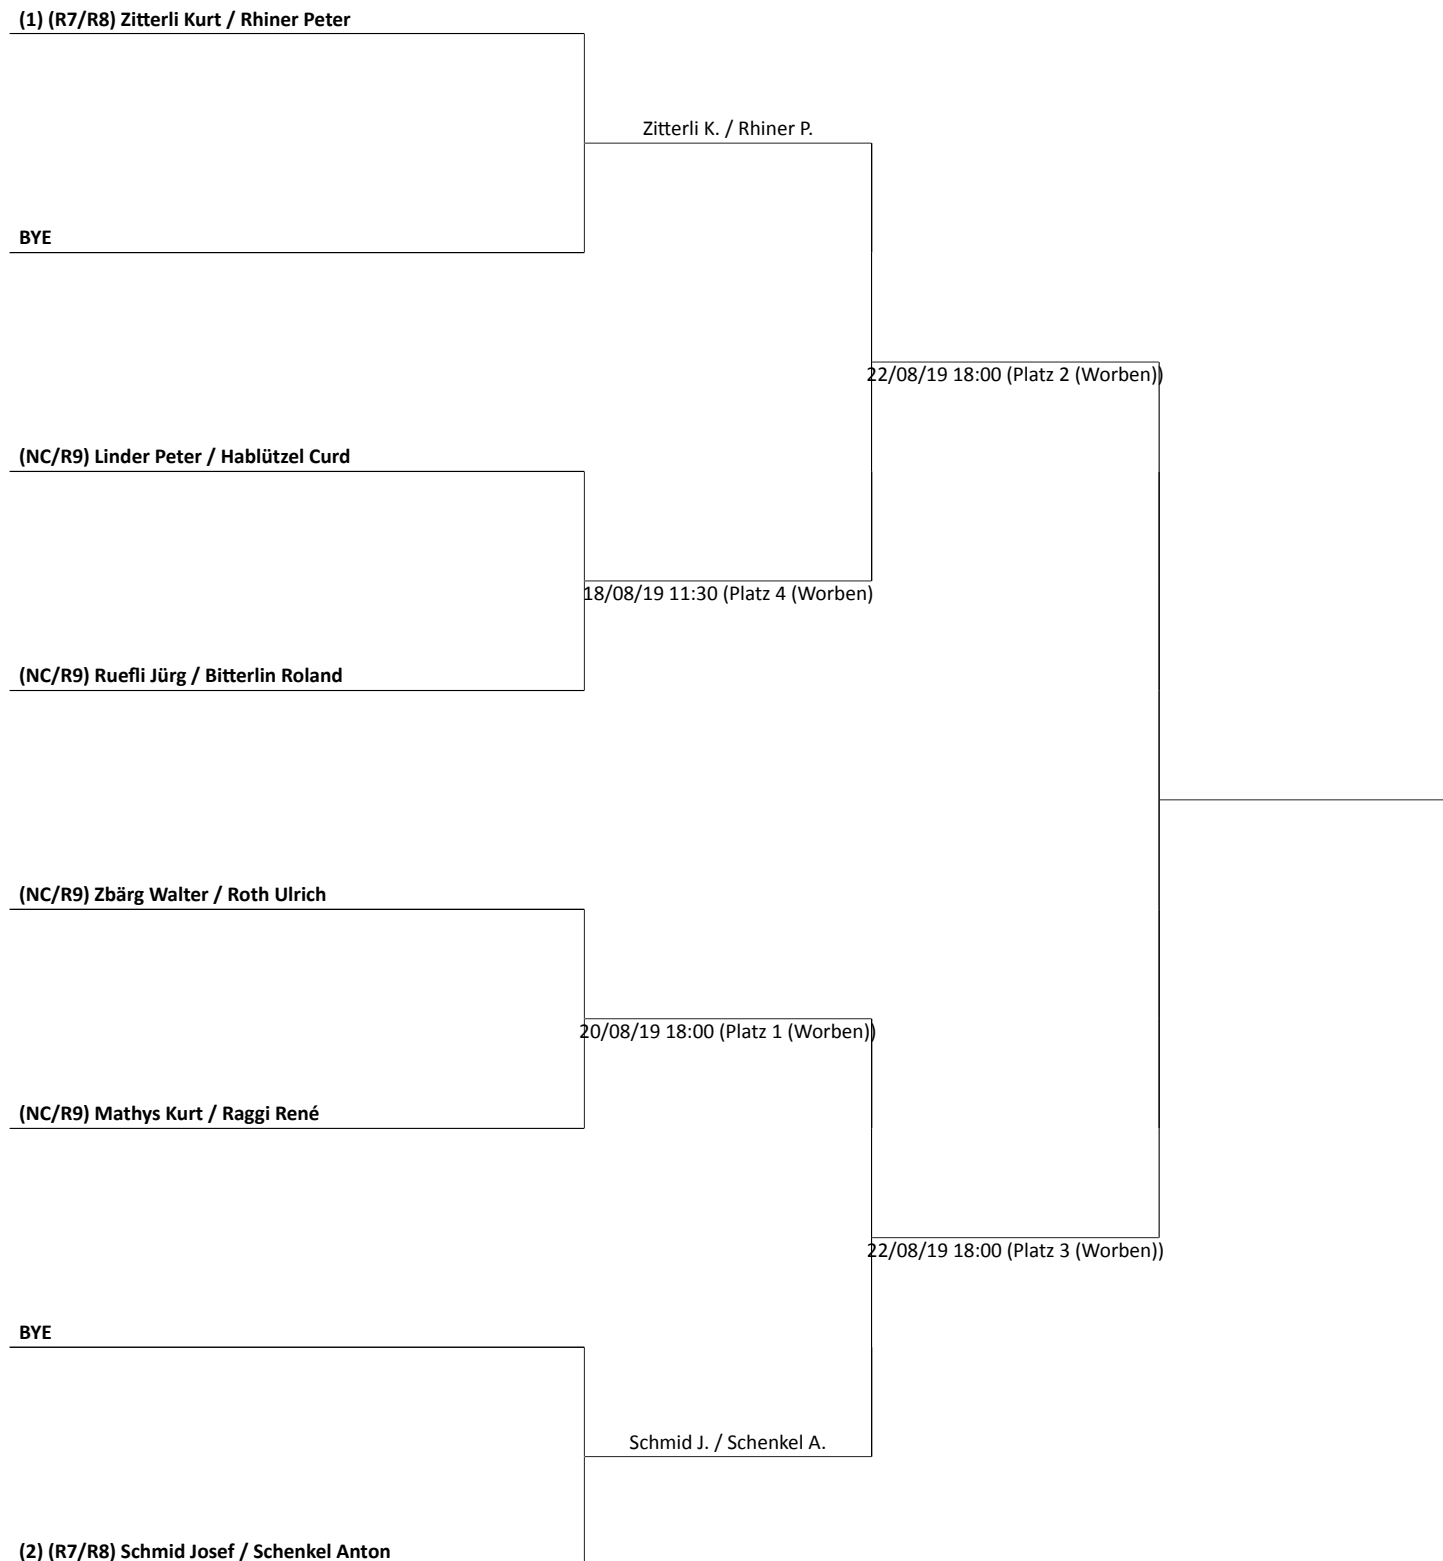 (1) (R7/R8) Zitterli Kurt / Rhiner Peter
Zitterli K. / Rhiner P.
BYE
22/08/19 18:00 (Platz 2 (Worben))
(NC/R9) Linder Peter / Hablützel Curd
18/08/19 11:30 (Platz 4 (Worben)
(NC/R9) Ruefli Jürg / Bitterlin Roland
(NC/R9) Zbärg Walter / Roth Ulrich
20/08/19 18:00 (Platz 1 (Worben))
(NC/R9) Mathys Kurt / Raggi René
22/08/19 18:00 (Platz 3 (Worben))
BYE
Schmid J. / Schenkel A.
(2) (R7/R8) Schmid Josef / Schenkel Anton